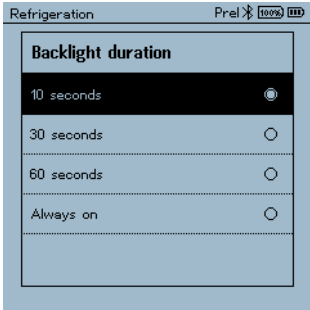 Refrigeration Prel 100%
Backlight duration
10 seconds
30 seconds
60 seconds
Always on